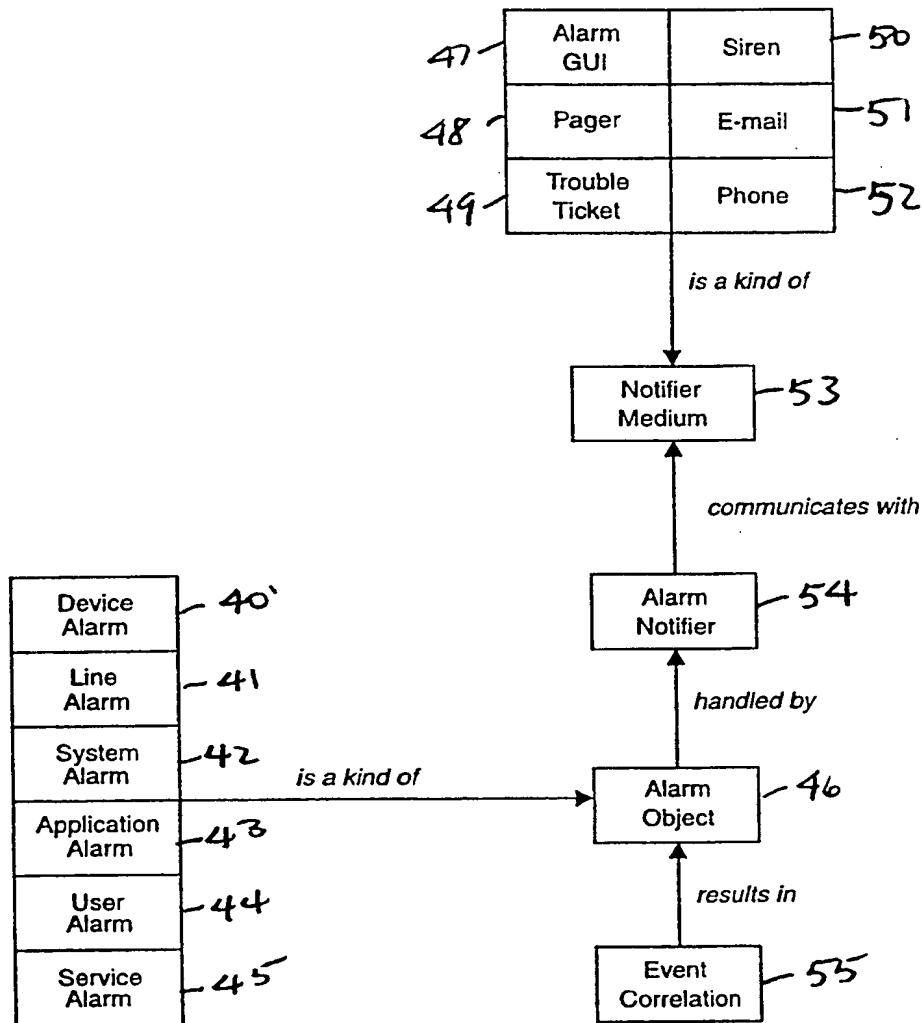 47
Alarm
GUI
Siren
50
48
Pager
E-mail
51
49
Trouble
Ticket
Phone
52
is a kind of
Notifier
Medium
53
communicates with
Device
Alarm
40
Alarm
Notifier
54
Line
Alarm
41
handled by
System
Alarm
42
is a kind of
Alarm
Object
46
Application
Alarm
43
User
Alarm
44
results in
Service
Alarm
45
Event
Correlation
55